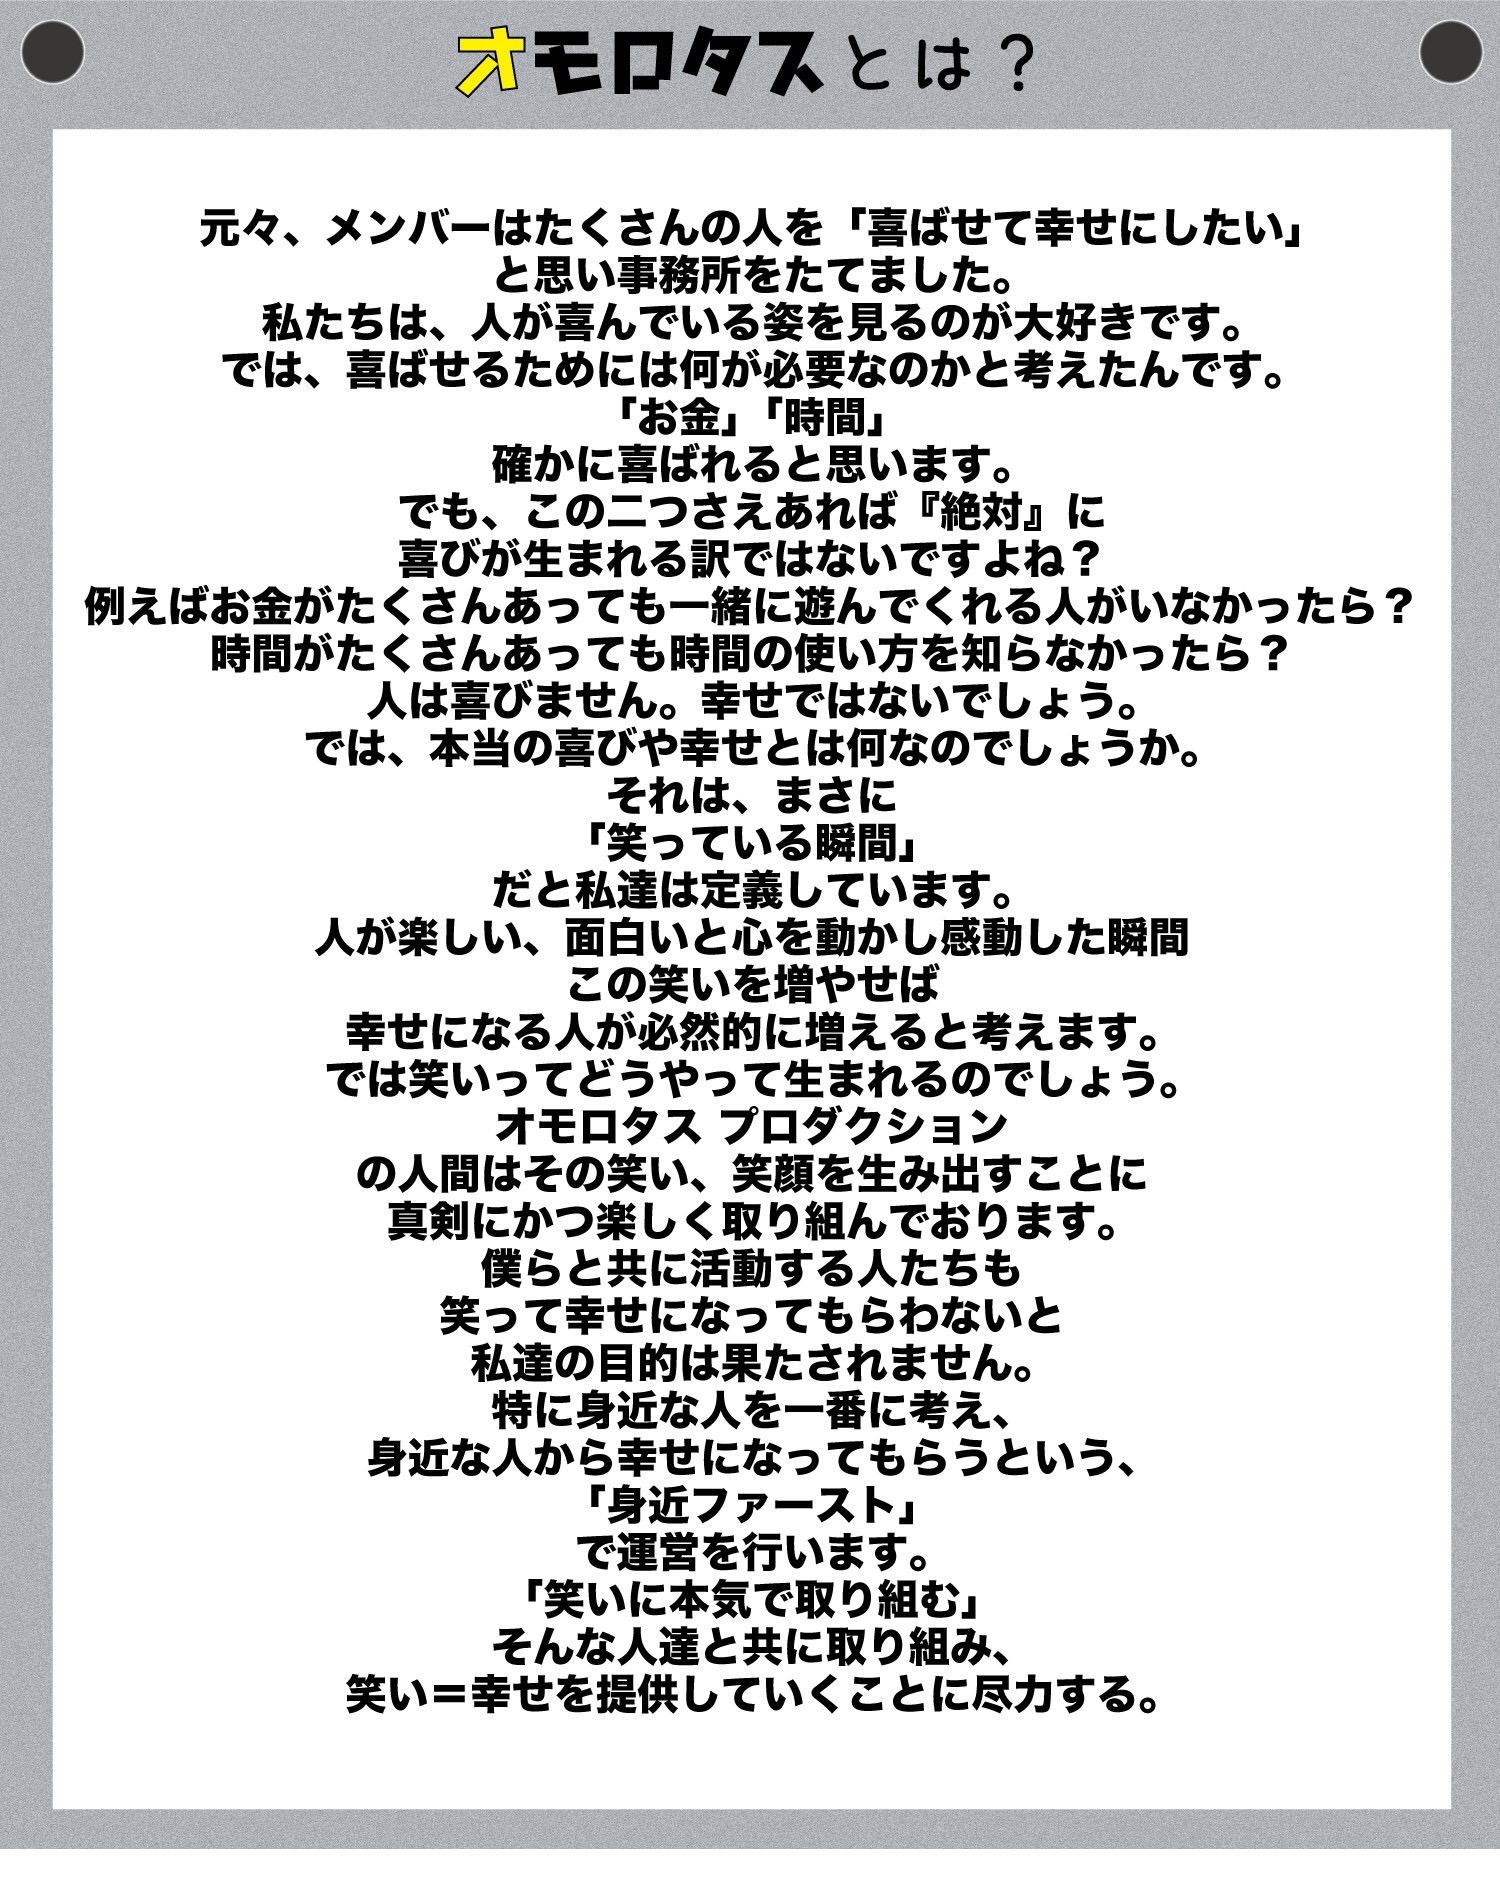 オモロタスとは？
元々、メンバーはたくさんの人を「喜ばせて幸せにしたい」
と思い事務所をたてました。
私たちは、人が喜んでいる姿を見るのが大好きです。
では、喜ばせるためには何が必要なのかと考えたんです。
「お金」「時間」
確かに喜ばれると思います。
でも、この二つさえあれば『絶対』に
喜びが生まれる訳ではないですよね？
例えばお金がたくさんあっても一緒に遊んでくれる人がいなかったら？
時間がたくさんあっても時間の使い方を知らなかったら？
人は喜びません。幸せではないでしょう。
では、本当の喜びや幸せとは何なのでしょうか。
それは、まさに
「笑っている瞬間」
だと私達は定義しています。
人が楽しい、面白いと心を動かし感動した瞬間
この笑いを増やせば
幸せになる人が必然的に増えると考えます。
では笑いってどうやって生まれるのでしょう。
オモロタス プロダクション
の人間はその笑い、笑顔を生み出すことに
真剣にかつ楽しく取り組んでおります。
僕らと共に活動する人たちも
笑って幸せになってもらわないと
私達の目的は果たされません。
特に身近な人を一番に考え、
身近な人から幸せになってもらうという、
「身近ファースト」
で運営を行います。
「笑いに本気で取り組む」
そんな人達と共に取り組み、
笑い＝幸せを提供していくことに尽力する。